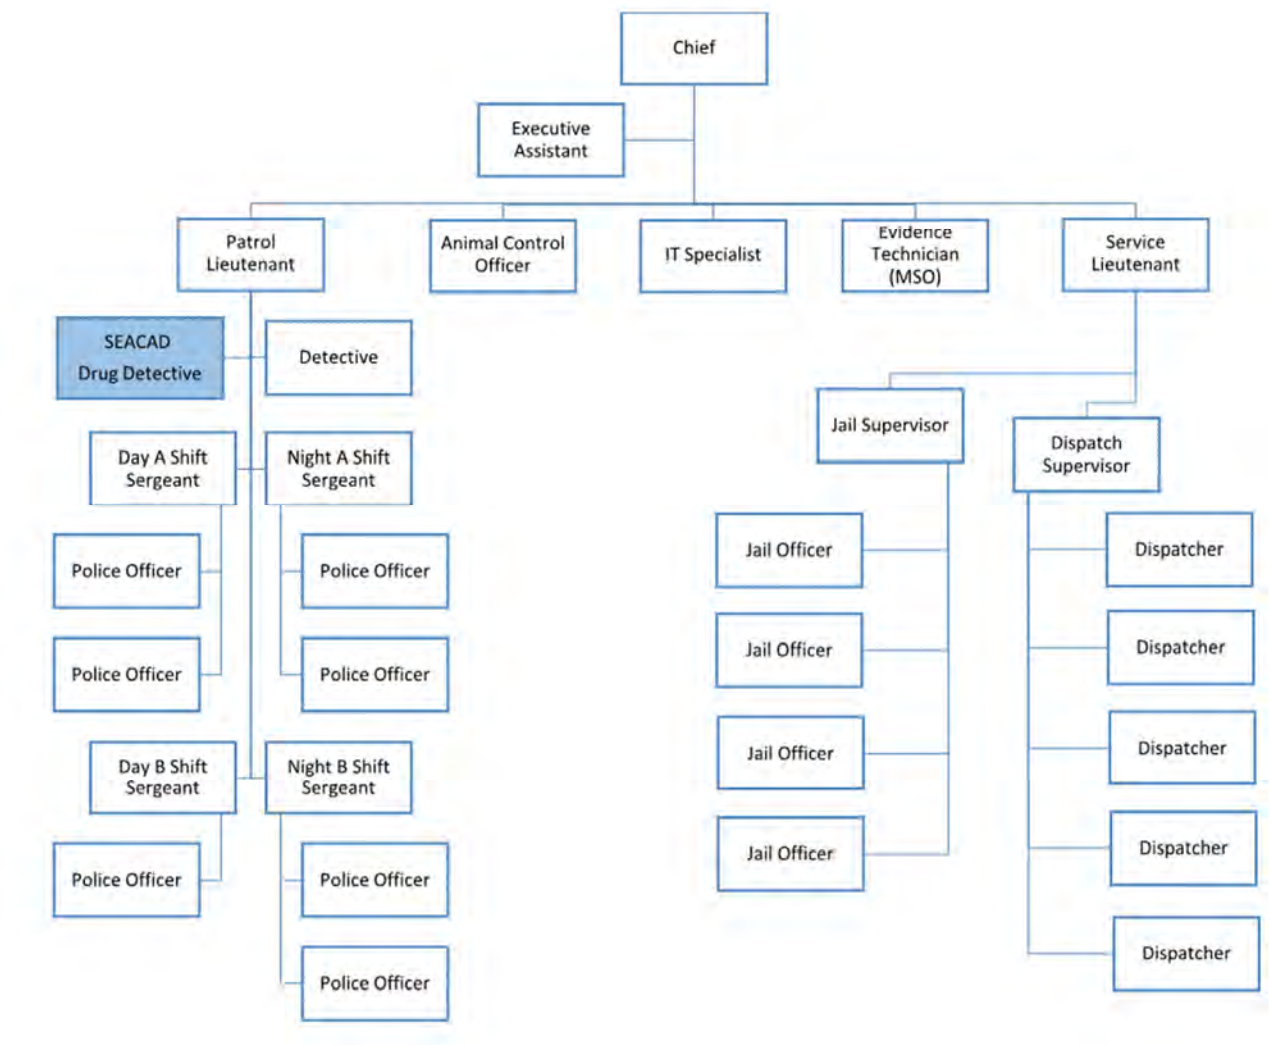 Chief
Executive
Assistant
Patrol
Lieutenant
Animal Control
Officer
IT Specialist
Evidence
Technician
(MSO)
Service
Lieutenant
SEACAD
Drug Detective
Detective
Day A Shift
Sergeant
Night A Shift
Sergeant
Police Officer
Police Officer
Police Officer
Police Officer
Day B Shift
Sergeant
Night B Shift
Sergeant
Police Officer
Police Officer
Police Officer
Jail Supervisor
Dispatch
Supervisor
Jail Officer
Dispatcher
Jail Officer
Dispatcher
Jail Officer
Dispatcher
Jail Officer
Dispatcher
Dispatcher